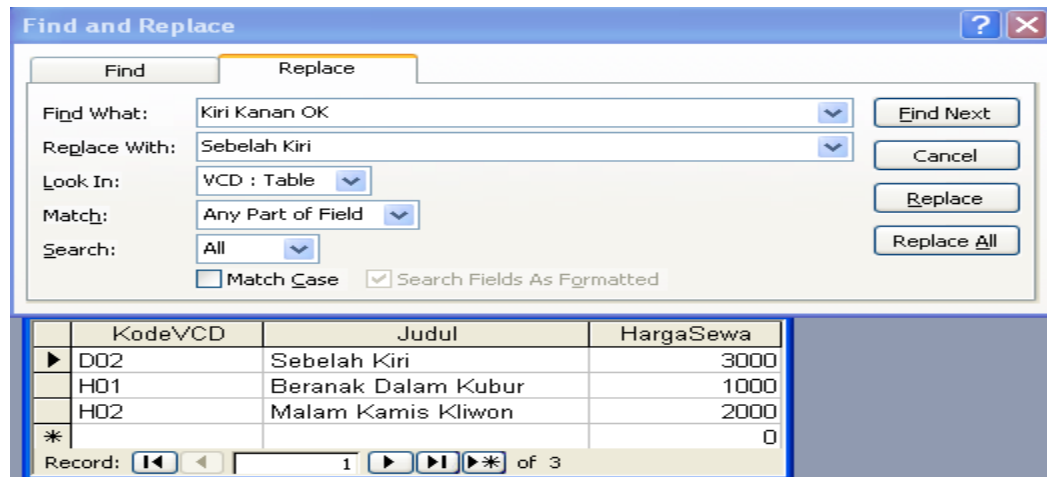 Find and Replace
Find Replace
Find What: Kiri Kanan OK Find Next
Replace With: Sebelah Kiri Cancel
Look In: VCD : Table
Match: Any Part of Field Replace
Search: All Replace All
Match Case Search Fields As Formatted
KodeVCD Judul HargaSewa
D02 Sebelah Kiri 3000
H01 Beranak Dalam Kubur 1000
H02 Malam Kamis Kliwon 2000
0
Record: 1 of 3